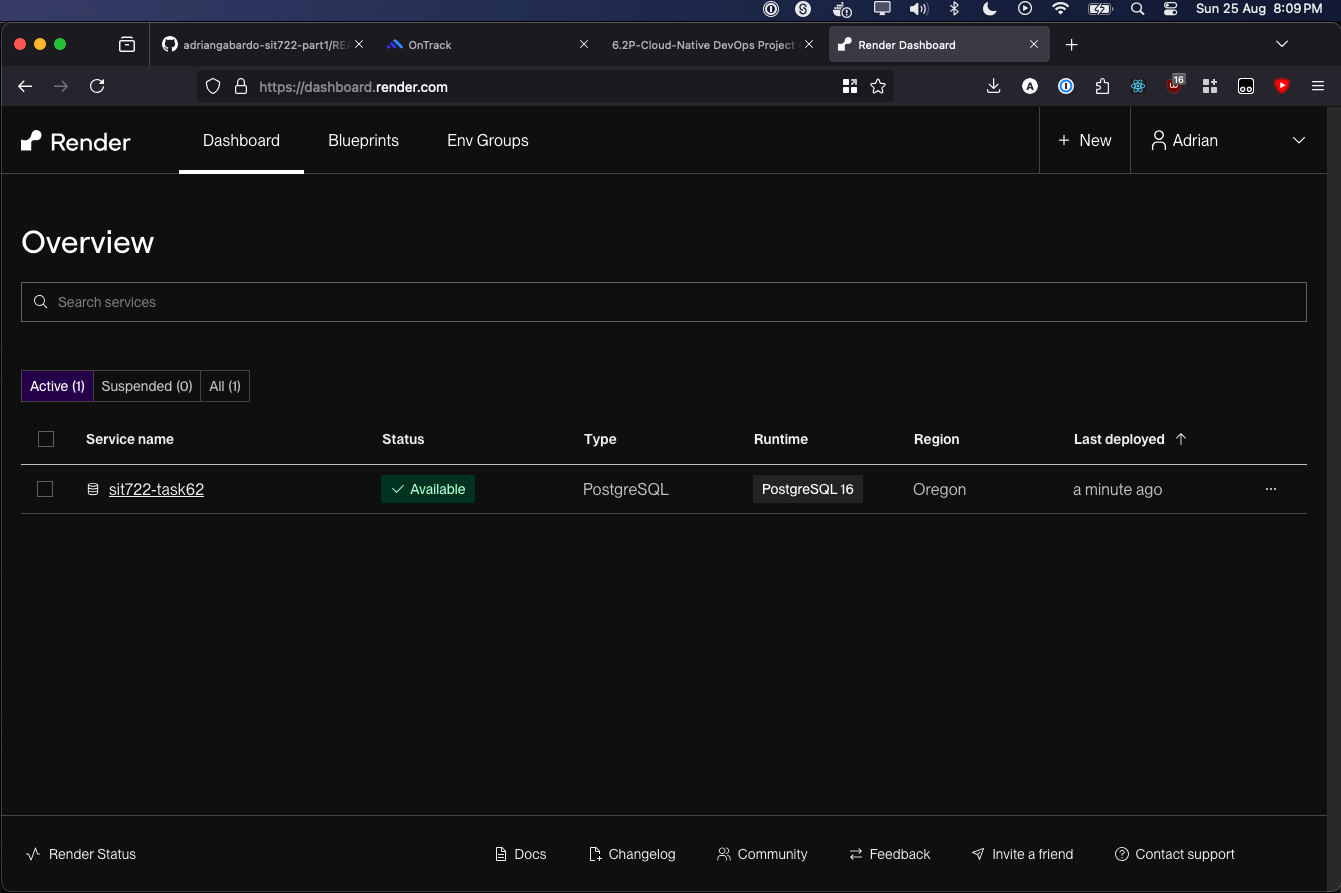 Sun 25 Aug 8:09 PM
adriangabardo-sit722-part1/REA
OnTrack
6.2P-Cloud-Native DevOps Project
Render Dashboard
https://dashboard.render.com
A
16
Render
Dashboard
Blueprints
Env Groups
+ New
Adrian
Overview
Search services
Active (1)
Suspended (0)
All (1)
Service name
Status
Type
Runtime
Region
Last deployed
sit722-task62
Available
PostgreSQL
PostgreSQL 16
Oregon
a minute ago
Render Status
Docs
Changelog
Community
Feedback
Invite a friend
Contact support